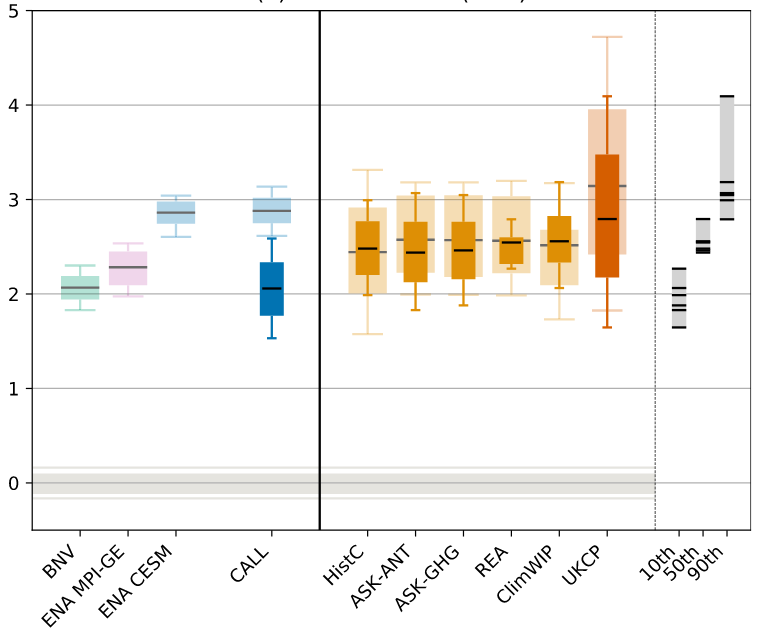 5
4
3
2
1
0
BNV
ENA MPI-GE
ENA CESM
CALL
HistC
ASK-ANT
ASK-GHG
REA
ClimWIP
UKCP
10th
50th
90th